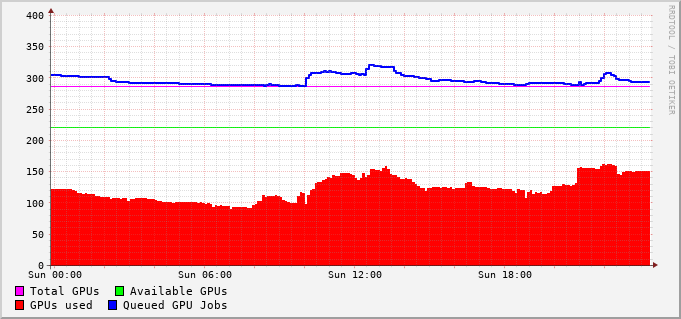 400
350
300
250
200
150
100
50
0
Sun 00:00 Sun 06:00 Sun 12:00 Sun 18:00
Total GPUs Available GPUs
GPUs used Queued GPU Jobs
RRDTOOL / TOBI OETIKER